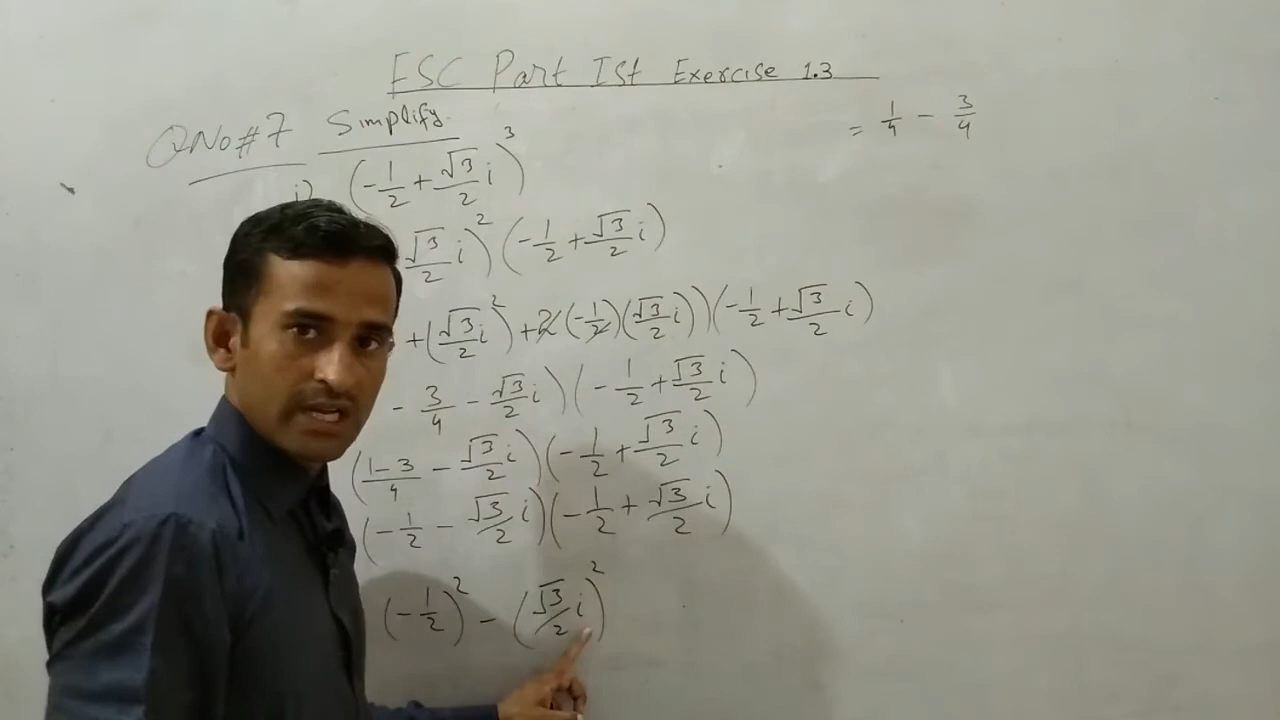 FSC Part Ist Exercise 1.3
QNo#7 Simplify
i) (-1/2 + √3/2 i)^3
√3/2 i)^2 (-1/2 + √3/2 i)
+ (√3/2 i)^2 + 2(-1/2)(√3/2 i))(-1/2 + √3/2 i)
- 3/4 - √3/2 i)(-1/2 + √3/2 i)
(1-3/4 - √3/2 i)(-1/2 + √3/2 i)
(-1/2 - √3/2 i)(-1/2 + √3/2 i)
(-1/2)^2 - (√3/2 i)^2
= 1/4 - 3/4